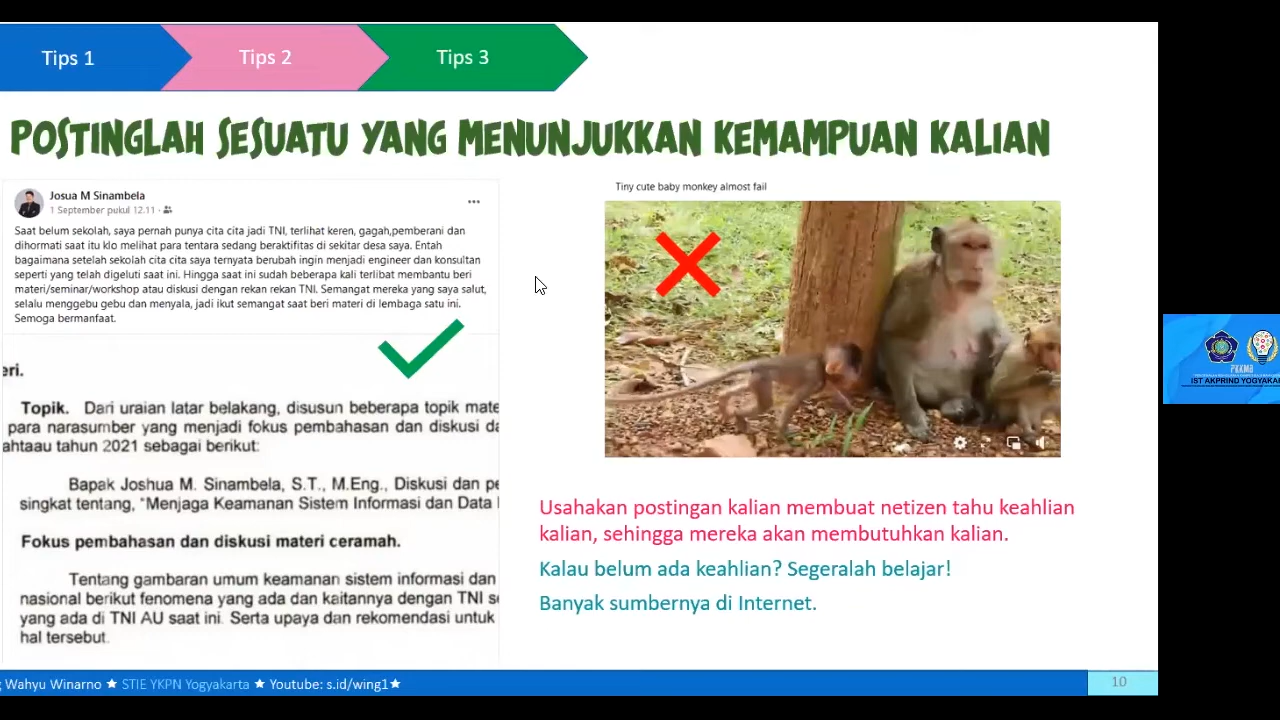 Tips 1
Tips 2
Tips 3
POSTINGLAH SESUATU YANG MENUNJUKKAN KEMAMPUAN KALIAN
Josua M Sinambela
1 September pukul 12.11 ·
Saat belum sekolah, saya pernah punya cita cita jadi TNI, terlihat keren, gagah,pemberani dan
dihormati saat itu klo melihat para tentara sedang beraktifitas di sekitar desa saya. Entah
bagaimana setelah sekolah cita cita saya ternyata berubah ingin menjadi engineer dan konsultan
seperti yang telah digeluti saat ini. Hingga saat ini sudah beberapa kali terlibat membantu beri
materi/seminar/workshop atau diskusi dengan rekan rekan TNI. Semangat mereka yang saya salut,
selalu menggebu gebu dan menyala, jadi ikut semangat saat beri materi di lembaga satu ini.
Semoga bermanfaat.
eri.
Topik. Dari uraian latar belakang, disusun beberapa topik mate
para narasumber yang menjadi fokus pembahasan dan diskusi da
ahtaau tahun 2021 sebagai berikut:
Bapak Joshua M. Sinambela, S.T., M.Eng., Diskusi dan pe
singkat tentang, "Menjaga Keamanan Sistem Informasi dan Data
Fokus pembahasan dan diskusi materi ceramah.
Tentang gambaran umum keamanan sistem informasi dan
nasional berikut fenomena yang ada dan kaitannya dengan TNI se
yang ada di TNI AU saat ini. Serta upaya dan rekomendasi untuk
hal tersebut.
Tiny cute baby monkey almost fail
Usahakan postingan kalian membuat netizen tahu keahlian
kalian, sehingga mereka akan membutuhkan kalian.
Kalau belum ada keahlian? Segeralah belajar!
Banyak sumbernya di Internet.
PKKMB
IST AKPRIND YOGYAKA
g Wahyu Winarno ★ STIE YKPN Yogyakarta ★ Youtube: s.id/wing1★
10